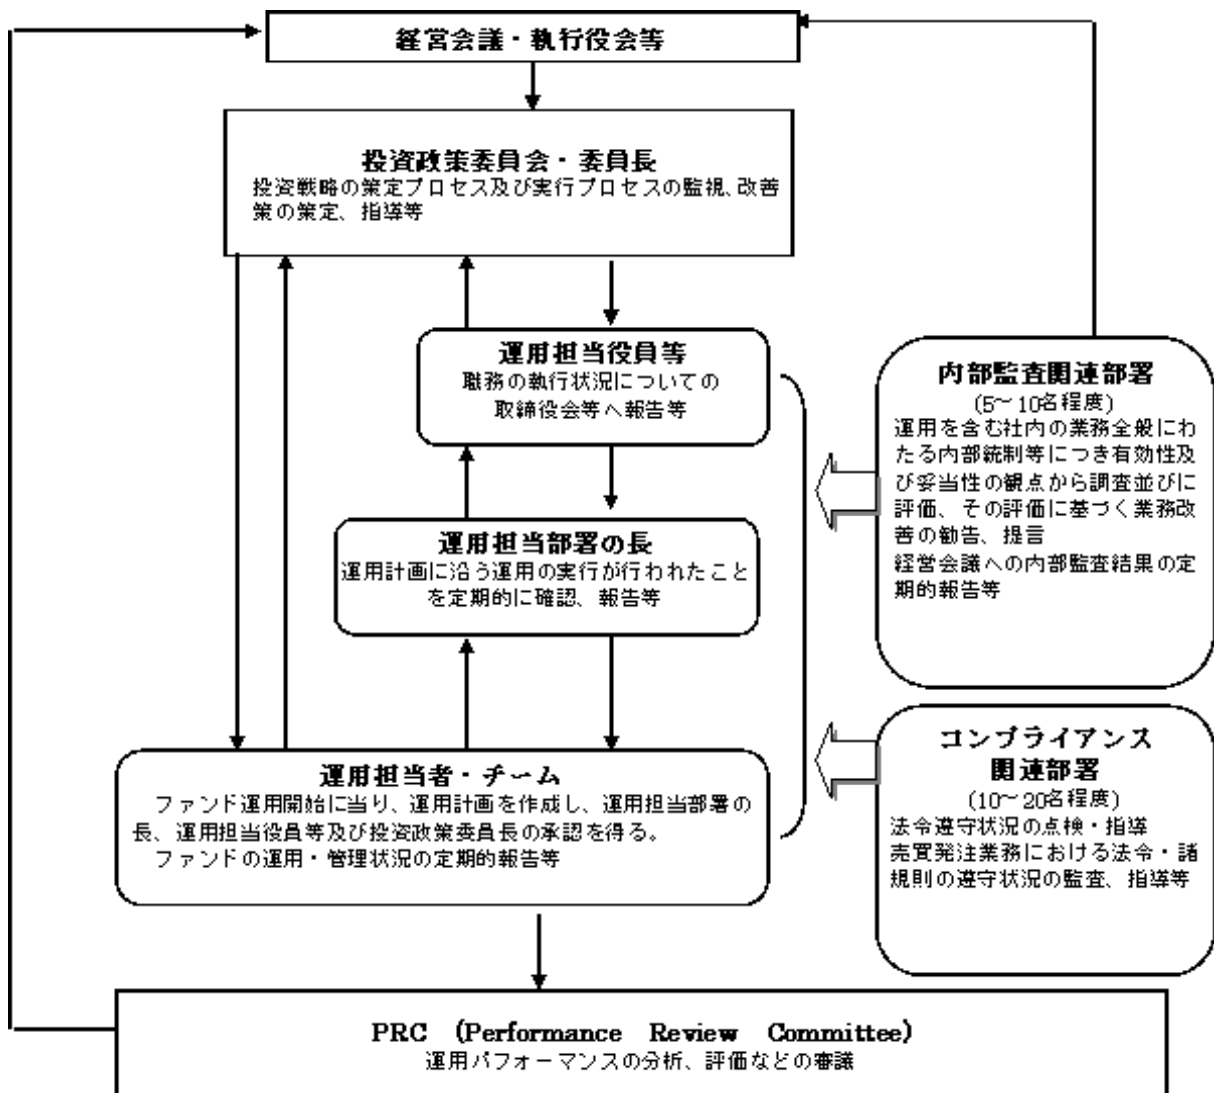 経営会議・執行役会等
投資政策委員会・委員長
投資戦略の策定プロセス及び実行プロセスの監視、改善
策の策定、指導等
運用担当役員等
職務の執行状況についての
取締役会等へ報告等
運用担当部署の長
運用計画に沿う運用の実行が行われたこと
を定期的に確認、報告等
運用担当者・チーム
ファンド運用開始に当り、運用計画を作成し、運用担当部署の
長、運用担当役員等及び投資政策委員長の承認を得る。
ファンドの運用・管理状況の定期的報告等
内部監査関連部署
(5～10名程度)
運用を含む社内の業務全般にわ
たる内部統制等につき有効性及
び妥当性の観点から調査並びに
評価、その評価に基づく業務改
善の勧告、提言
経営会議への内部監査結果の定
期的報告等
コンプライアンス
関連部署
(10～20名程度)
法令遵守状況の点検・指導
売買発注業務における法令・諸
規則の遵守状況の監査、指導等
PRC (Performance Review Committee)
運用パフォーマンスの分析、評価などの審議